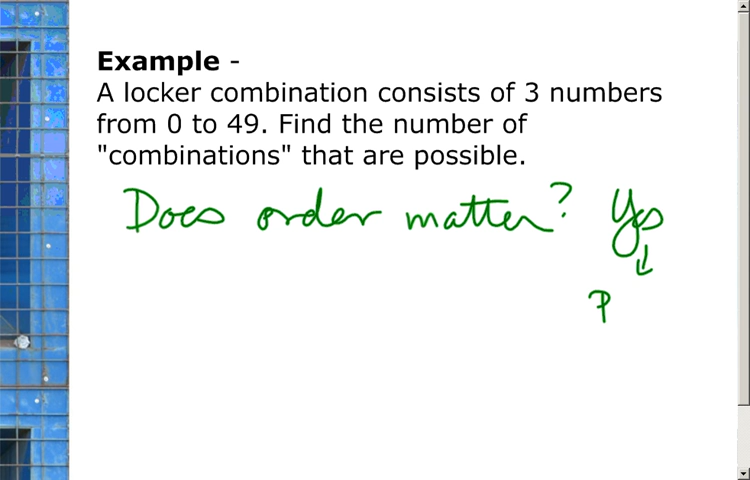 Example -
A locker combination consists of 3 numbers
from 0 to 49. Find the number of
"combinations" that are possible.
Does order matter? Yes
P